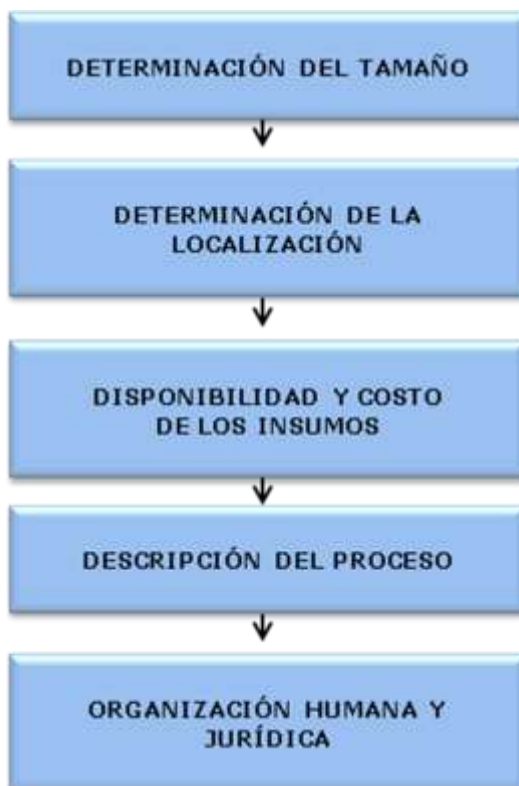 DETERMINACIÓN DEL TAMAÑO
DETERMINACIÓN DE LA
LOCALIZACIÓN
DISPONIBILIDAD Y COSTO
DE LOS INSUMOS
DESCRIPCIÓN DEL PROCESO
ORGANIZACIÓN HUMANA Y
JURÍDICA